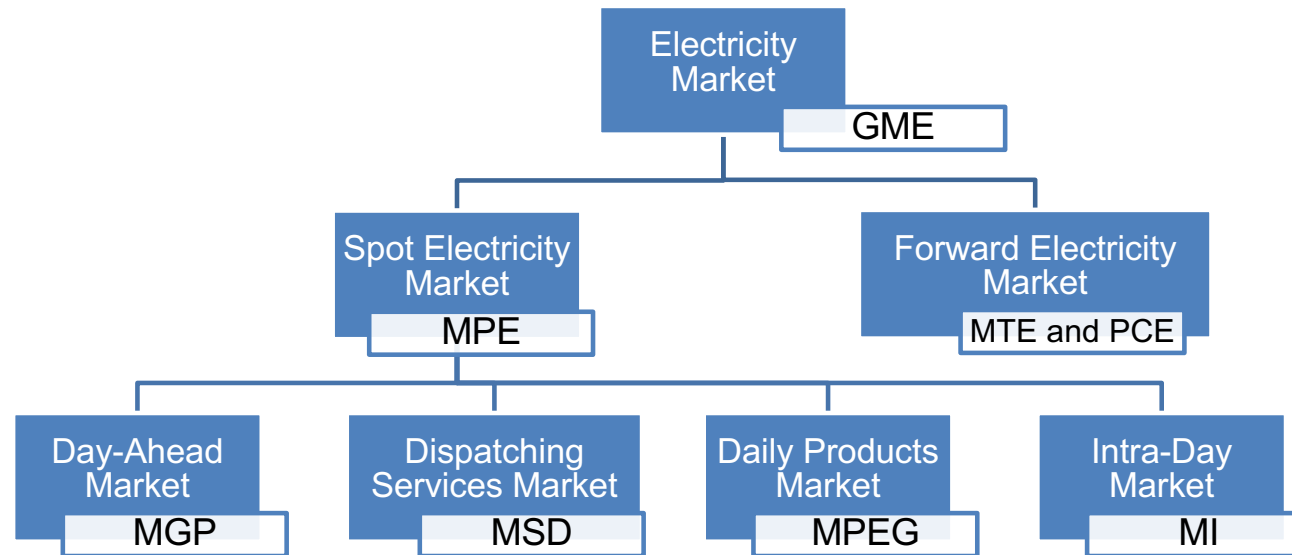 Electricity
Market
GME
Spot Electricity
Market
MPE
Forward Electricity
Market
MTE and PCE
Day-Ahead
Market
MGP
Dispatching
Services Market
MSD
Daily Products
Market
MPEG
Intra-Day
Market
MI